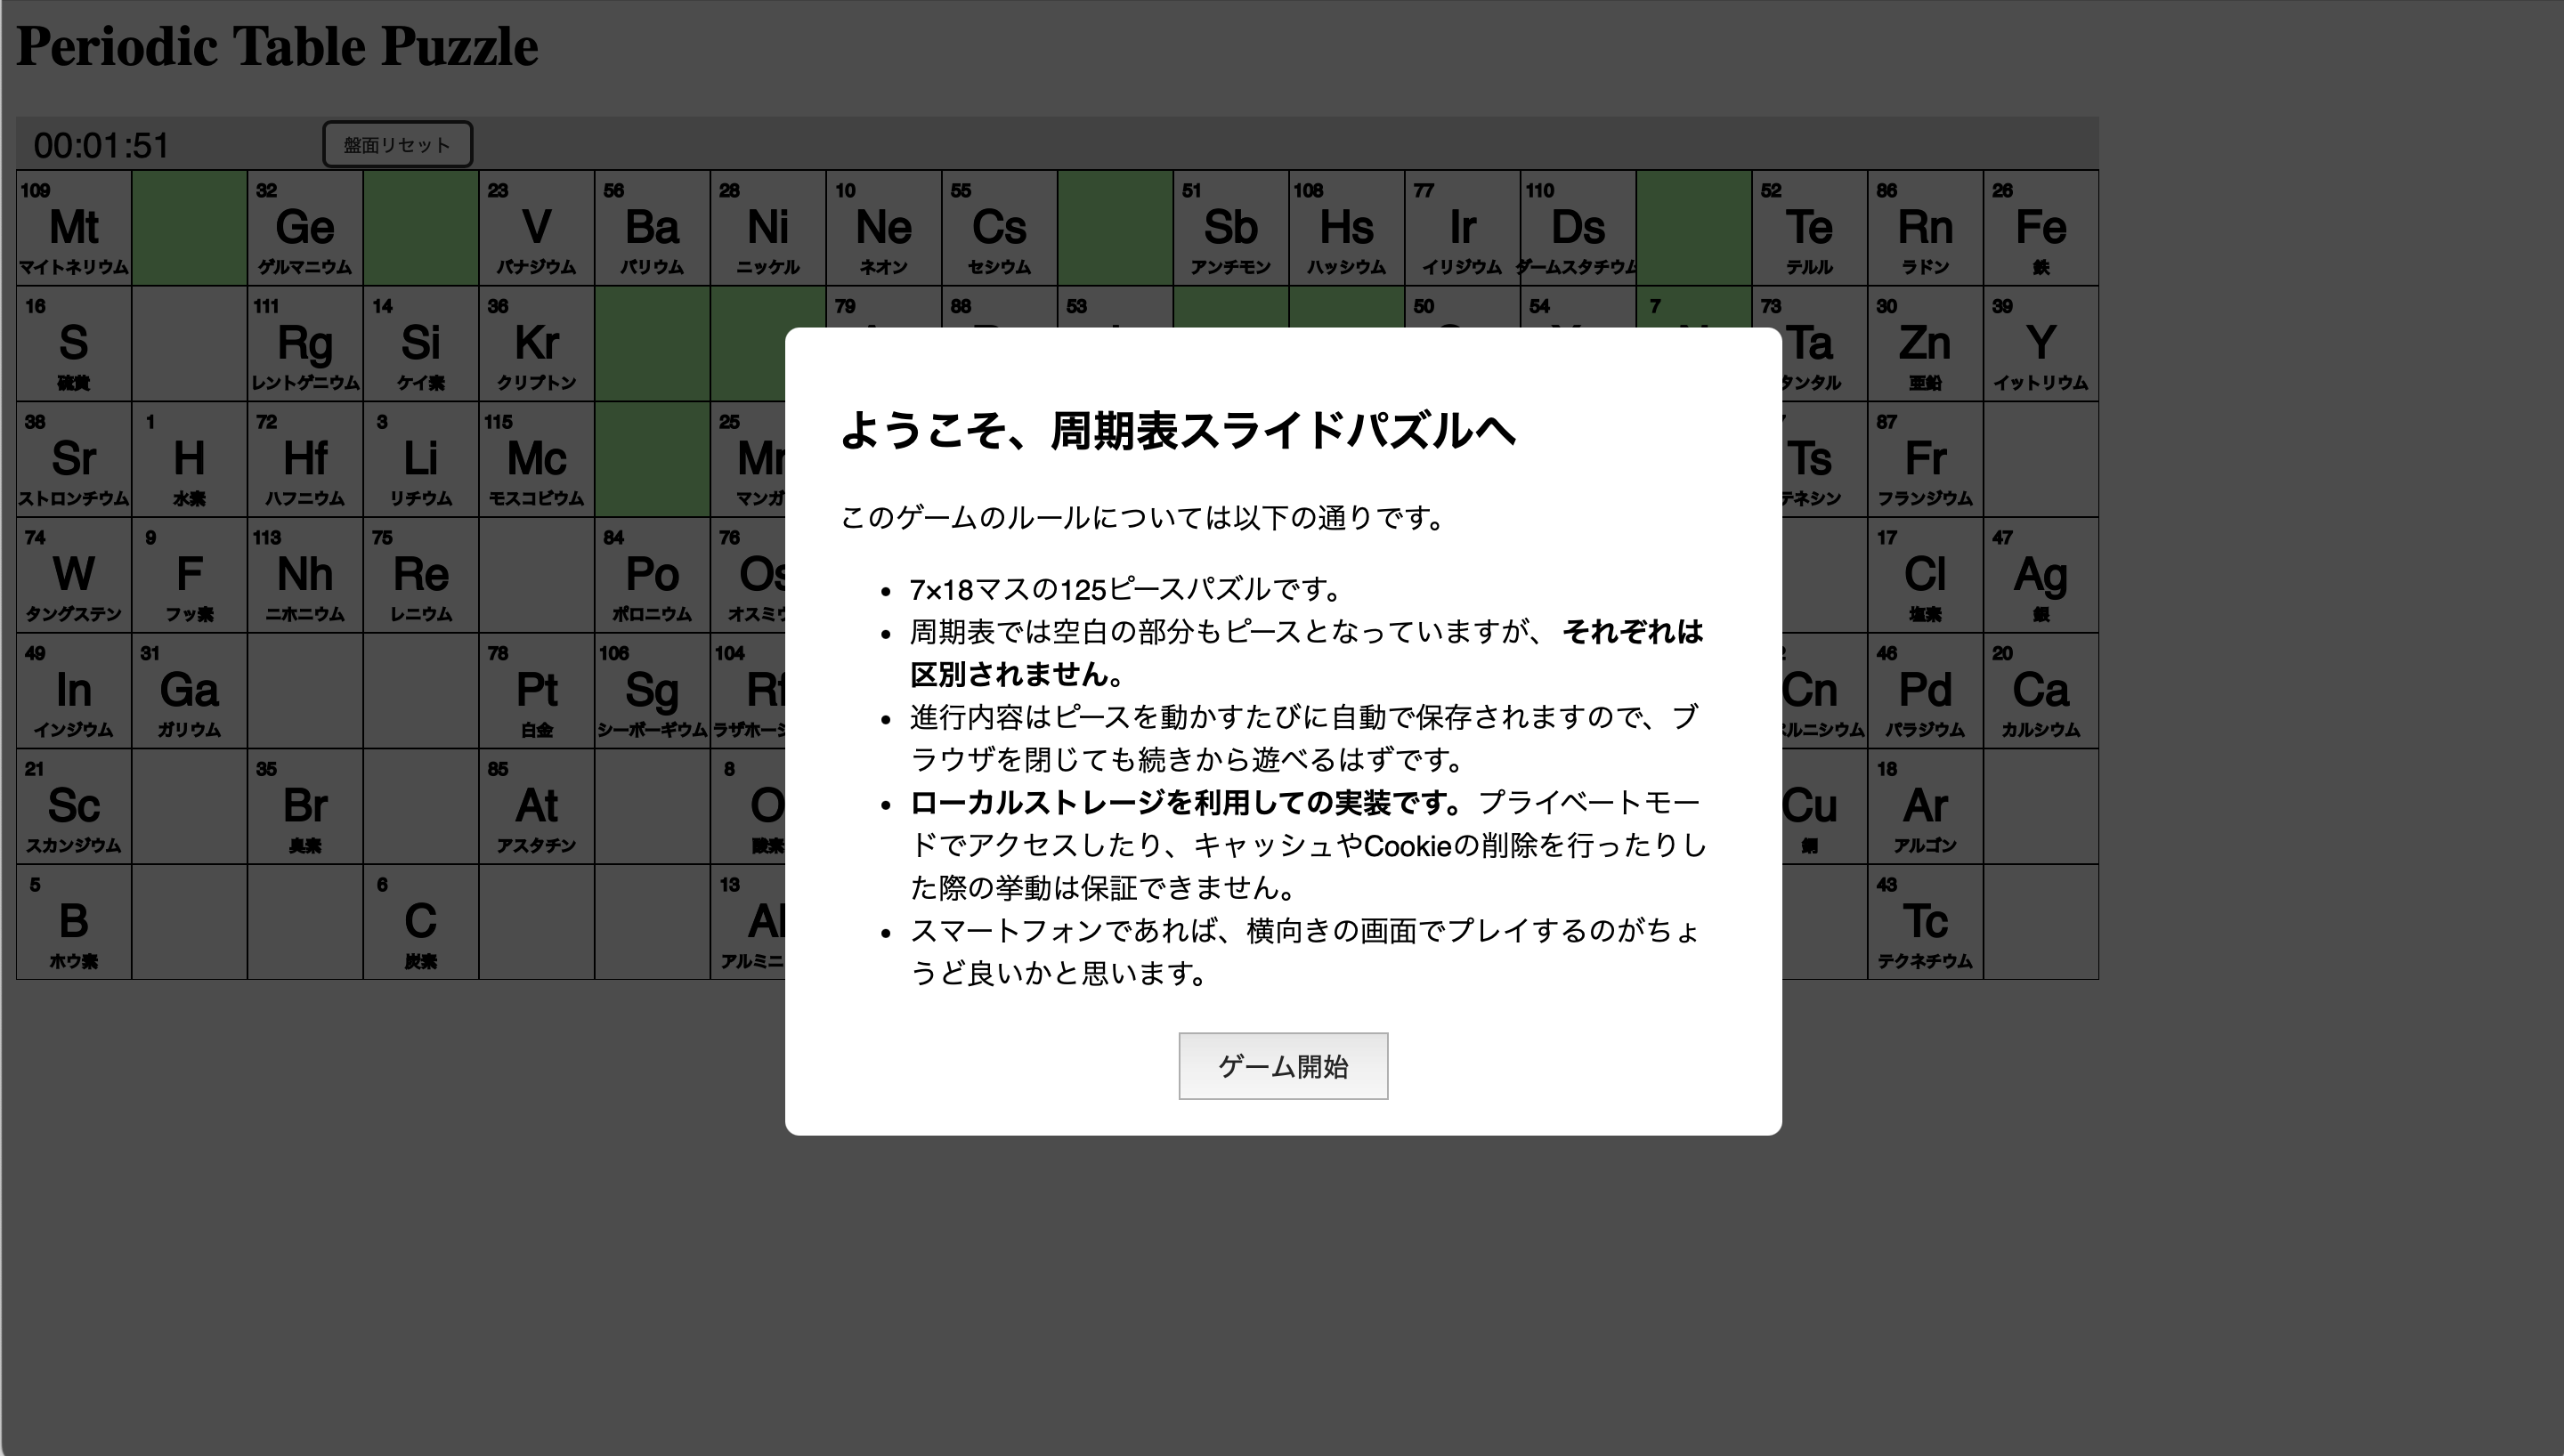 Periodic Table Puzzle
00:01:51 盤面リセット
109 32 23 56 28 10 55 51 108 77 110 52 86 26
Mt Ge V Ba Ni Ne Cs Sb Hs Ir Ds Te Rn Fe
マイトネリウム ゲルマニウム バナジウム バリウム ニッケル ネオン セシウム アンチモン ハッシウム イリジウム ダームスタチウム テルル ラドン 鉄
16 111 14 36 79 88 53 50 54 7 73 30 39
S Rg Si Kr Ta Zn Y
硫黄 レントゲニウム ケイ素 クリプトン タンタル 亜鉛 イットリウム
38 1 72 3 115 25 87
Sr H Hf Li Mc Ts Fr
ストロンチウム 水素 ハフニウム リチウム モスコビウム マンガ テネシン フランジウム
74 9 113 75 84 76 17 47
W F Nh Re Po Os Cl Ag
タングステン フッ素 ニホニウム レニウム ポロニウム オスミウ 塩素 銀
49 31 78 106 104 46 20
In Ga Pt Sg Rf Cn Pd Ca
インジウム ガリウム 白金 シーボーギウム ラザホージ ルニシウム パラジウム カルシウム
21 35 85 8 18
Sc Br At O Cu Ar
スカンジウム 臭素 アスタチン 酸素 銅 アルゴン
5 6 13 43
B C Al Tc
ホウ素 炭素 アルミニ テクネチウム
ようこそ、周期表スライドパズルへ
このゲームのルールについては以下の通りです。
• 7×18マスの125ピースパズルです。
• 周期表では空白の部分もピースとなっていますが、それぞれは
区別されません。
• 進行内容はピースを動かすたびに自動で保存されますので、ブ
ラウザを閉じても続きから遊べるはずです。
• ローカルストレージを利用しての実装です。プライベートモー
ドでアクセスしたり、キャッシュやCookieの削除を行ったりし
た際の挙動は保証できません。
• スマートフォンであれば、横向きの画面でプレイするのがちょ
うど良いかと思います。
ゲーム開始